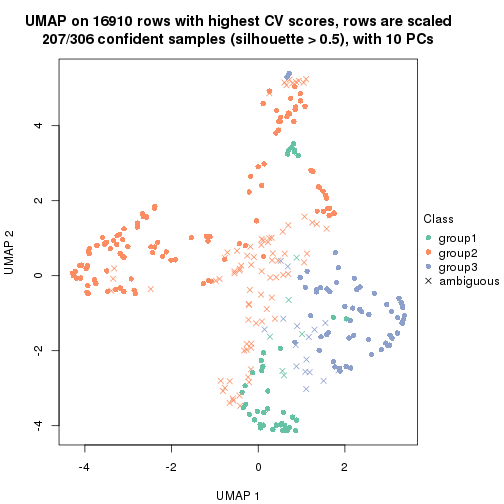 UMAP on 16910 rows with highest CV scores, rows are scaled
207/306 confident samples (silhouette > 0.5), with 10 PCs
4
2
0
-2
-4
UMAP 2
-4
-2
0
2
UMAP 1
Class
group1
group2
group3
ambiguous